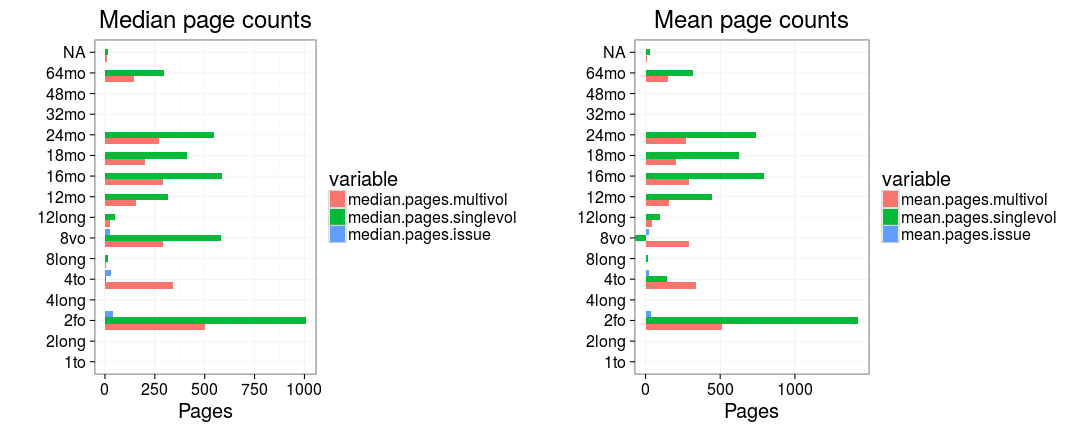 Median page counts
NA
64mo
48mo
32mo
24mo
18mo
16mo
12mo
12long
8vo
8long
4to
4long
2fo
2long
1to
0 250 500 750 1000
Pages
variable
median.pages.multivol
median.pages.singlevol
median.pages.issue
Mean page counts
NA
64mo
48mo
32mo
24mo
18mo
16mo
12mo
12long
8vo
8long
4to
4long
2fo
2long
1to
0 500 1000
Pages
variable
mean.pages.multivol
mean.pages.singlevol
mean.pages.issue